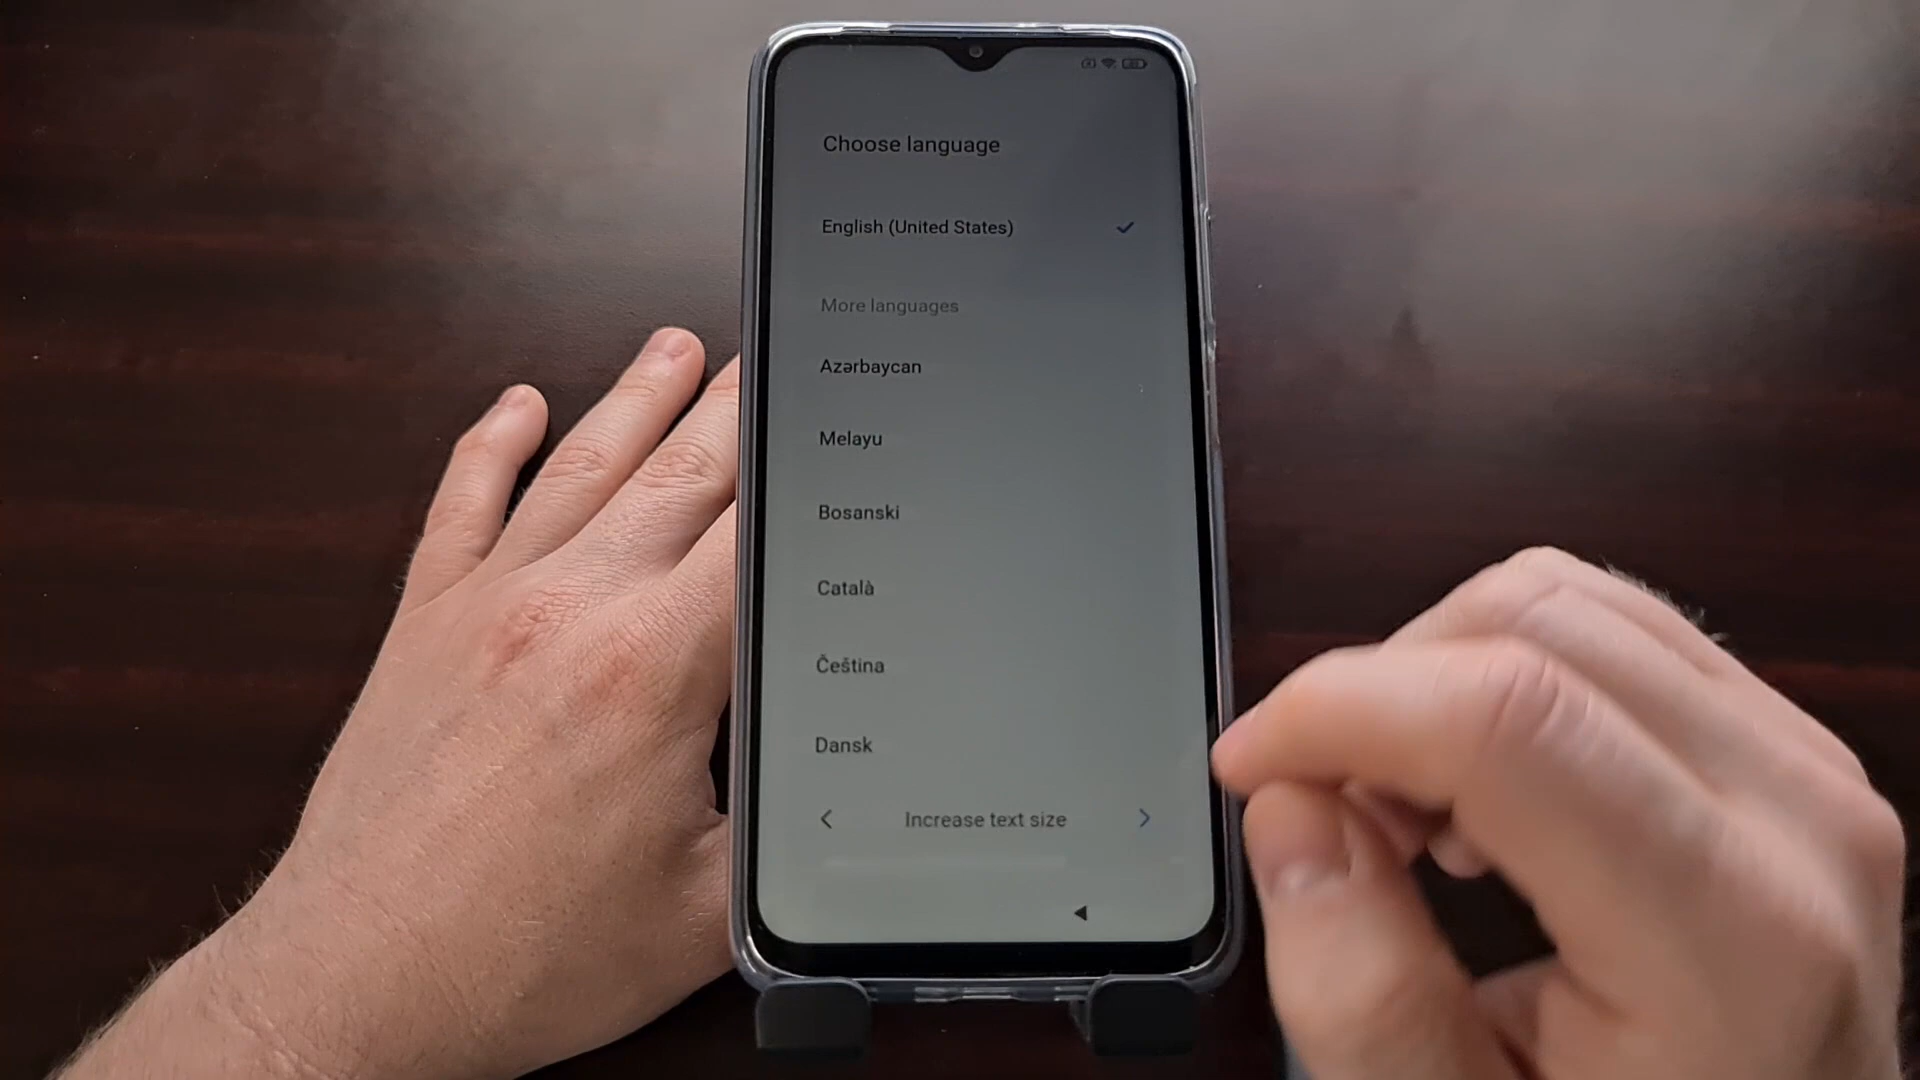 Choose language
English (United States)
More languages
Azərbaycan
Melayu
Bosanski
Català
Čeština
Dansk
Increase text size